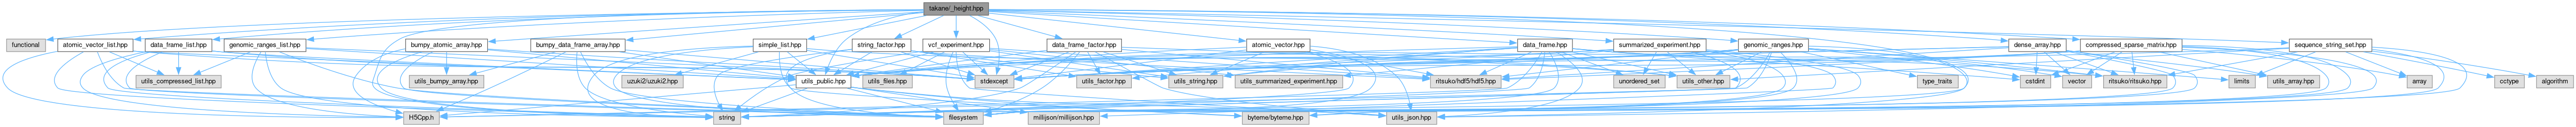 takane/_height.hpp
functional
atomic_vector_list.hpp
data_frame_list.hpp
genomic_ranges_list.hpp
bumpy_atomic_array.hpp
bumpy_data_frame_array.hpp
simple_list.hpp
string_factor.hpp
vcf_experiment.hpp
data_frame_factor.hpp
atomic_vector.hpp
data_frame.hpp
summarized_experiment.hpp
genomic_ranges.hpp
dense_array.hpp
compressed_sparse_matrix.hpp
sequence_string_set.hpp
utils_compressed_list.hpp
utils_bumpy_array.hpp
uzuki2/uzuki2.hpp
utils_public.hpp
utils_files.hpp
stdexcept
utils_factor.hpp
utils_string.hpp
utils_summarized_experiment.hpp
ritsuko/hdf5/hdf5.hpp
unordered_set
utils_other.hpp
type_traits
cstdint
vector
ritsuko/ritsuko.hpp
limits
utils_array.hpp
array
cctype
algorithm
H5Cpp.h
string
filesystem
millijson/millijson.hpp
byteme/byteme.hpp
utils_json.hpp